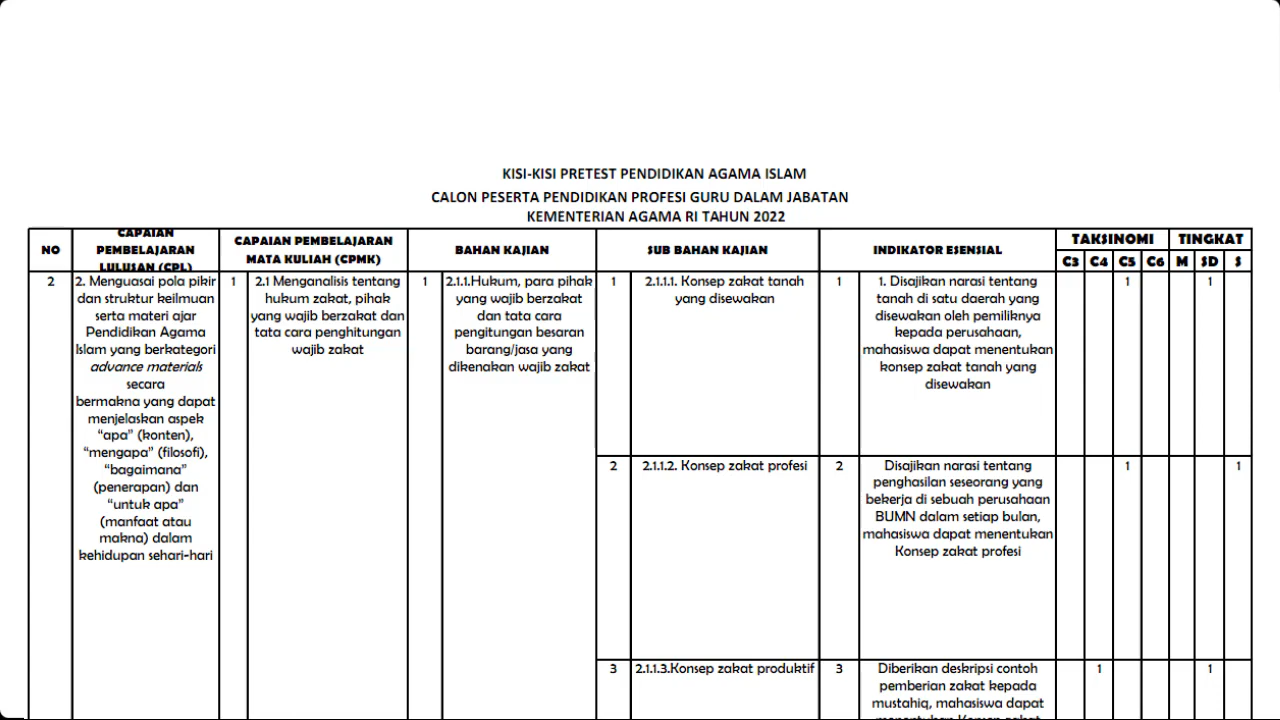 KISI-KISI PRETEST PENDIDIKAN AGAMA ISLAM
CALON PESERTA PENDIDIKAN PROFESI GURU DALAM JABATAN
KEMENTERIAN AGAMA RI TAHUN 2022
NO
CAPAIAN
PEMBELAJARAN
LULUSAN (CPL)
CAPAIAN PEMBELAJARAN
MATA KULIAH (CPMK)
BAHAN KAJIAN
SUB BAHAN KAJIAN
INDIKATOR ESENSIAL
TAKSINOMI
TINGKAT
C3 C4 C5 C6 M SD S
2
2. Menguasai pola pikir
dan struktur keilmuan
serta materi ajar
Pendidikan Agama
Islam yang berkategori
advance materials
secara
bermakna yang dapat
menjelaskan aspek
“apa” (konten),
“mengapa” (filosofi),
“bagaimana”
(penerapan) dan
“untuk apa”
(manfaat atau
makna) dalam
kehidupan sehari-hari
1
2.1 Menganalisis tentang
hukum zakat, pihak
yang wajib berzakat dan
tata cara penghitungan
wajib zakat
1
2.1.1.Hukum, para pihak
yang wajib berzakat
dan tata cara
pengitungan besaran
barang/jasa yang
dikenakan wajib zakat
1
2.1.1.1. Konsep zakat tanah
yang disewakan
1
1. Disajikan narasi tentang
tanah di satu daerah yang
disewakan oleh pemiliknya
kepada perusahaan,
mahasiswa dapat menentukan
konsep zakat tanah yang
disewakan
1
1
2
2.1.1.2. Konsep zakat profesi
2
Disajikan narasi tentang
penghasilan seseorang yang
bekerja di sebuah perusahaan
BUMN dalam setiap bulan,
mahasiswa dapat menentukan
Konsep zakat profesi
1
1
3
2.1.1.3.Konsep zakat produktif
3
Diberikan deskripsi contoh
pemberian zakat kepada
mustahiq, mahasiswa dapat
menentukan Konsep zakat
1
1